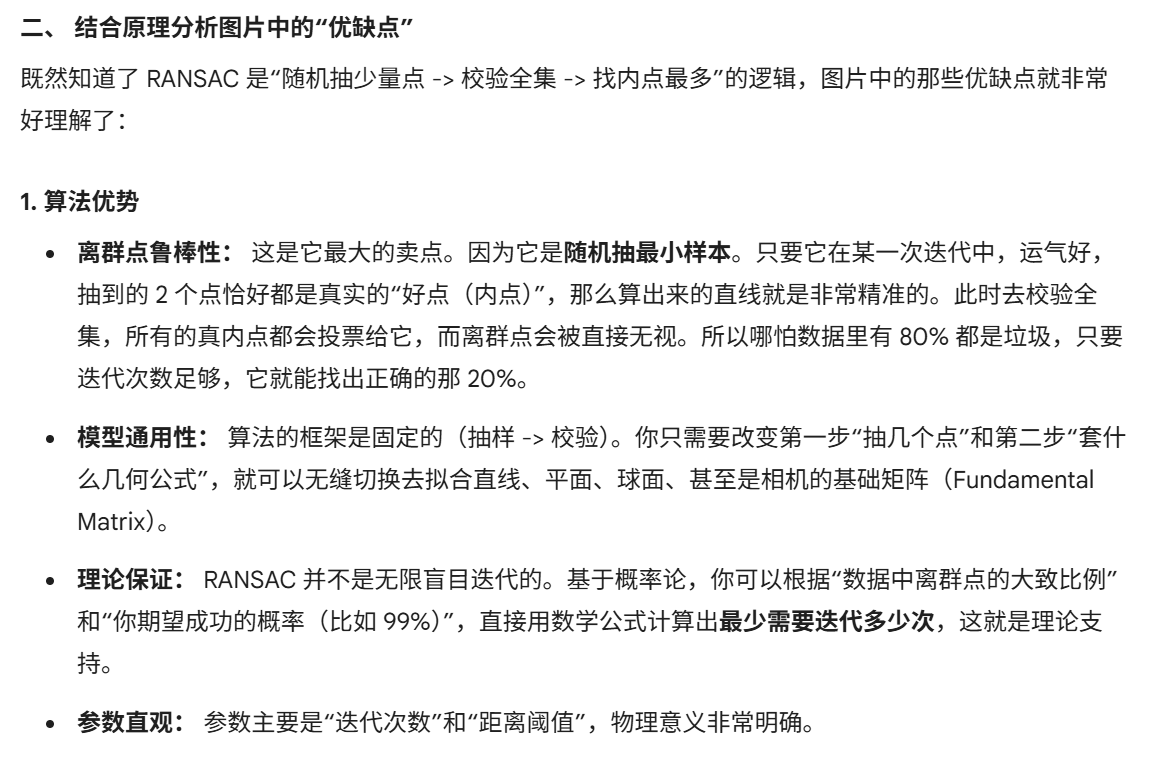 二、 结合原理分析图片中的“优缺点”
既然知道了 RANSAC 是“随机抽少量点 -> 校验全集 -> 找内点最多”的逻辑，图片中的那些优缺点就非常
好理解了：
1. 算法优势
• 离群点鲁棒性： 这是它最大的卖点。因为它是随机抽最小样本。只要它在某一次迭代中，运气好，
抽到的 2 个点恰好都是真实的“好点（内点）”，那么算出来的直线就是非常精准的。此时去校验全
集，所有的真内点都会投票给它，而离群点会被直接无视。所以哪怕数据里有 80% 都是垃圾，只要
迭代次数足够，它就能找出正确的那 20%。
• 模型通用性： 算法的框架是固定的（抽样 -> 校验）。你只需要改变第一步“抽几个点”和第二步“套什
么几何公式”，就可以无缝切换去拟合直线、平面、球面、甚至是相机的基础矩阵（Fundamental
Matrix）。
• 理论保证： RANSAC 并不是无限盲目迭代的。基于概率论，你可以根据“数据中离群点的大致比例”
和“你期望成功的概率（比如 99%）”，直接用数学公式计算出最少需要迭代多少次，这就是理论支
持。
• 参数直观： 参数主要是“迭代次数”和“距离阈值”，物理意义非常明确。